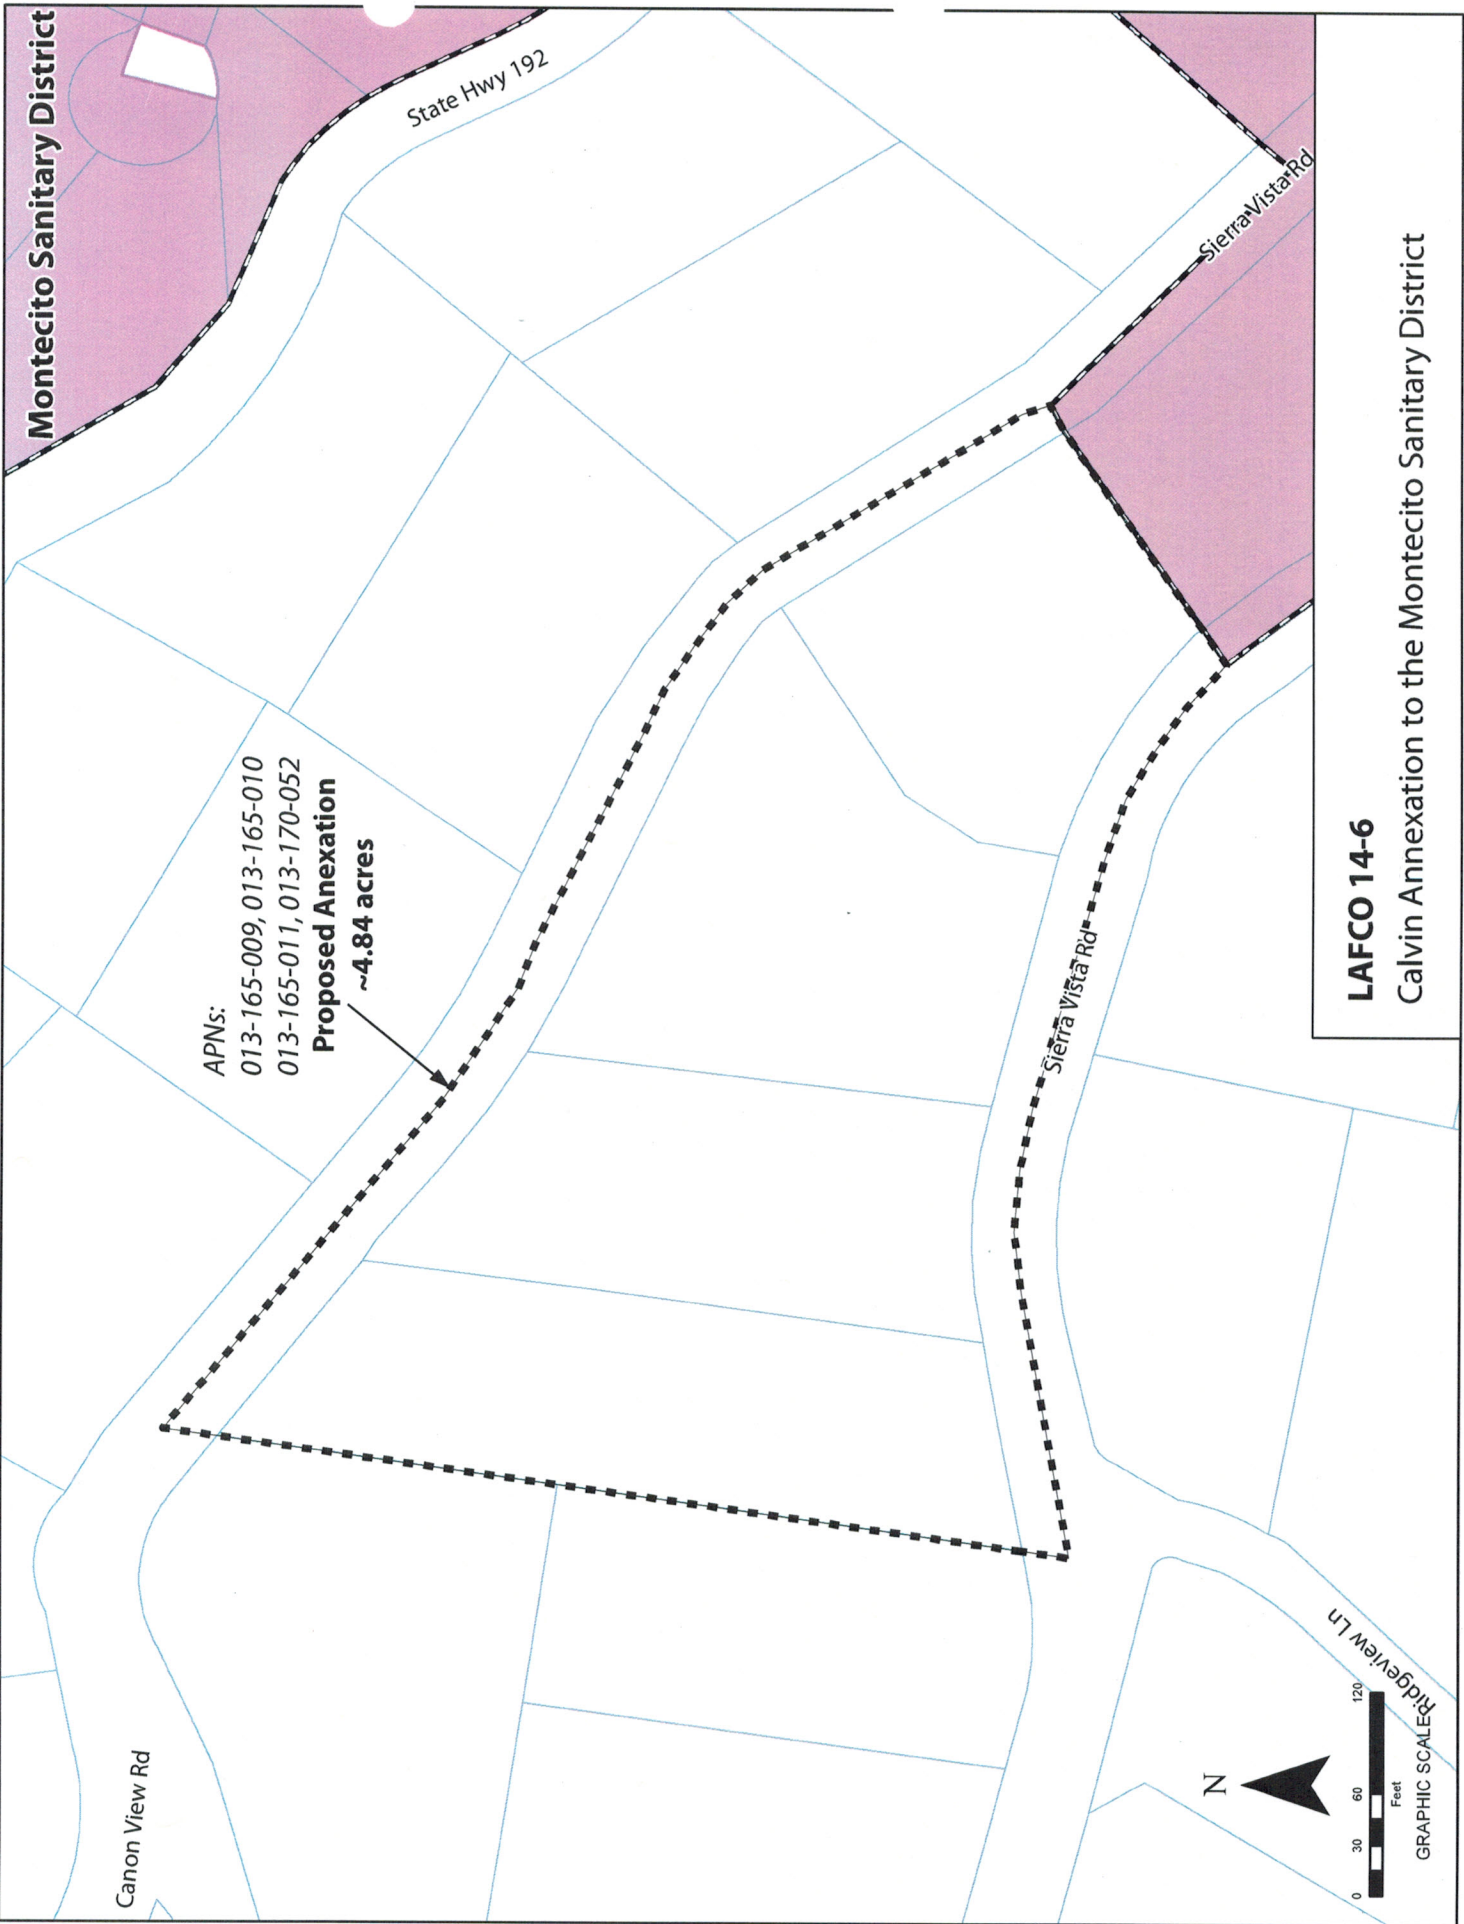 Montecito Sanitary District
State Hwy 192
Sierra Vista Rd
APNs:
013-165-009, 013-165-010
013-165-011, 013-170-052
Proposed Anexation
~4.84 acres
Sierra Vista Rd
Canon View Rd
Ridgeview Ln
N
0 30 60 120
Feet
GRAPHIC SCALE
LAFCO 14-6
Calvin Annexation to the Montecito Sanitary District